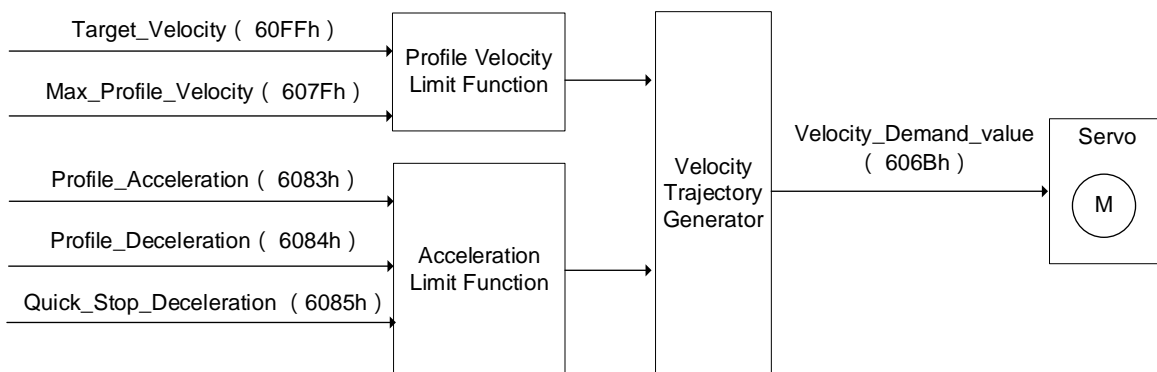 Target_Velocity ( 60FFh )
Max_Profile_Velocity ( 607Fh )
Profile Velocity
Limit Function
Profile_Acceleration ( 6083h )
Profile_Deceleration ( 6084h )
Quick_Stop_Deceleration ( 6085h )
Acceleration
Limit Function
Velocity
Trajectory
Generator
Velocity_Demand_value
( 606Bh )
Servo
M